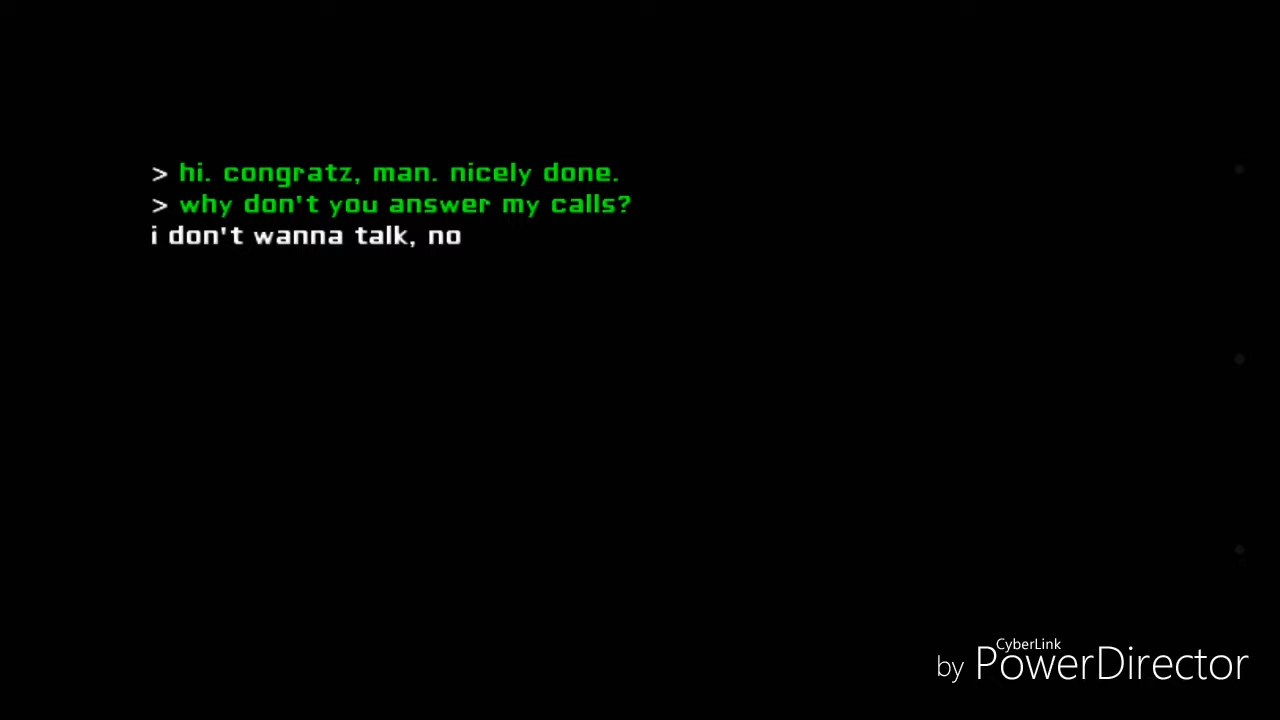 > hi. congratz, man. nicely done.
> why don't you answer my calls?
i don't wanna talk, no
CyberLink
by PowerDirector